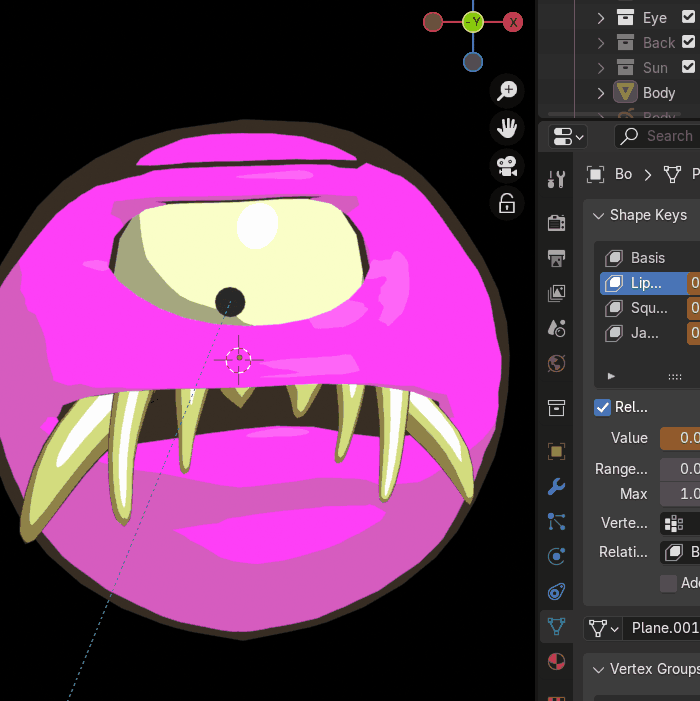 -Y
X
Eye
Back
Sun
Body
Search
Bo
P
Shape Keys
Basis
Lip... 0
Squ... 0
Ja... 0
Rel...
Value 0.0
Range... 0.0
Max 1.0
Verte...
Relati... B
Add
Plane.001
Vertex Groups